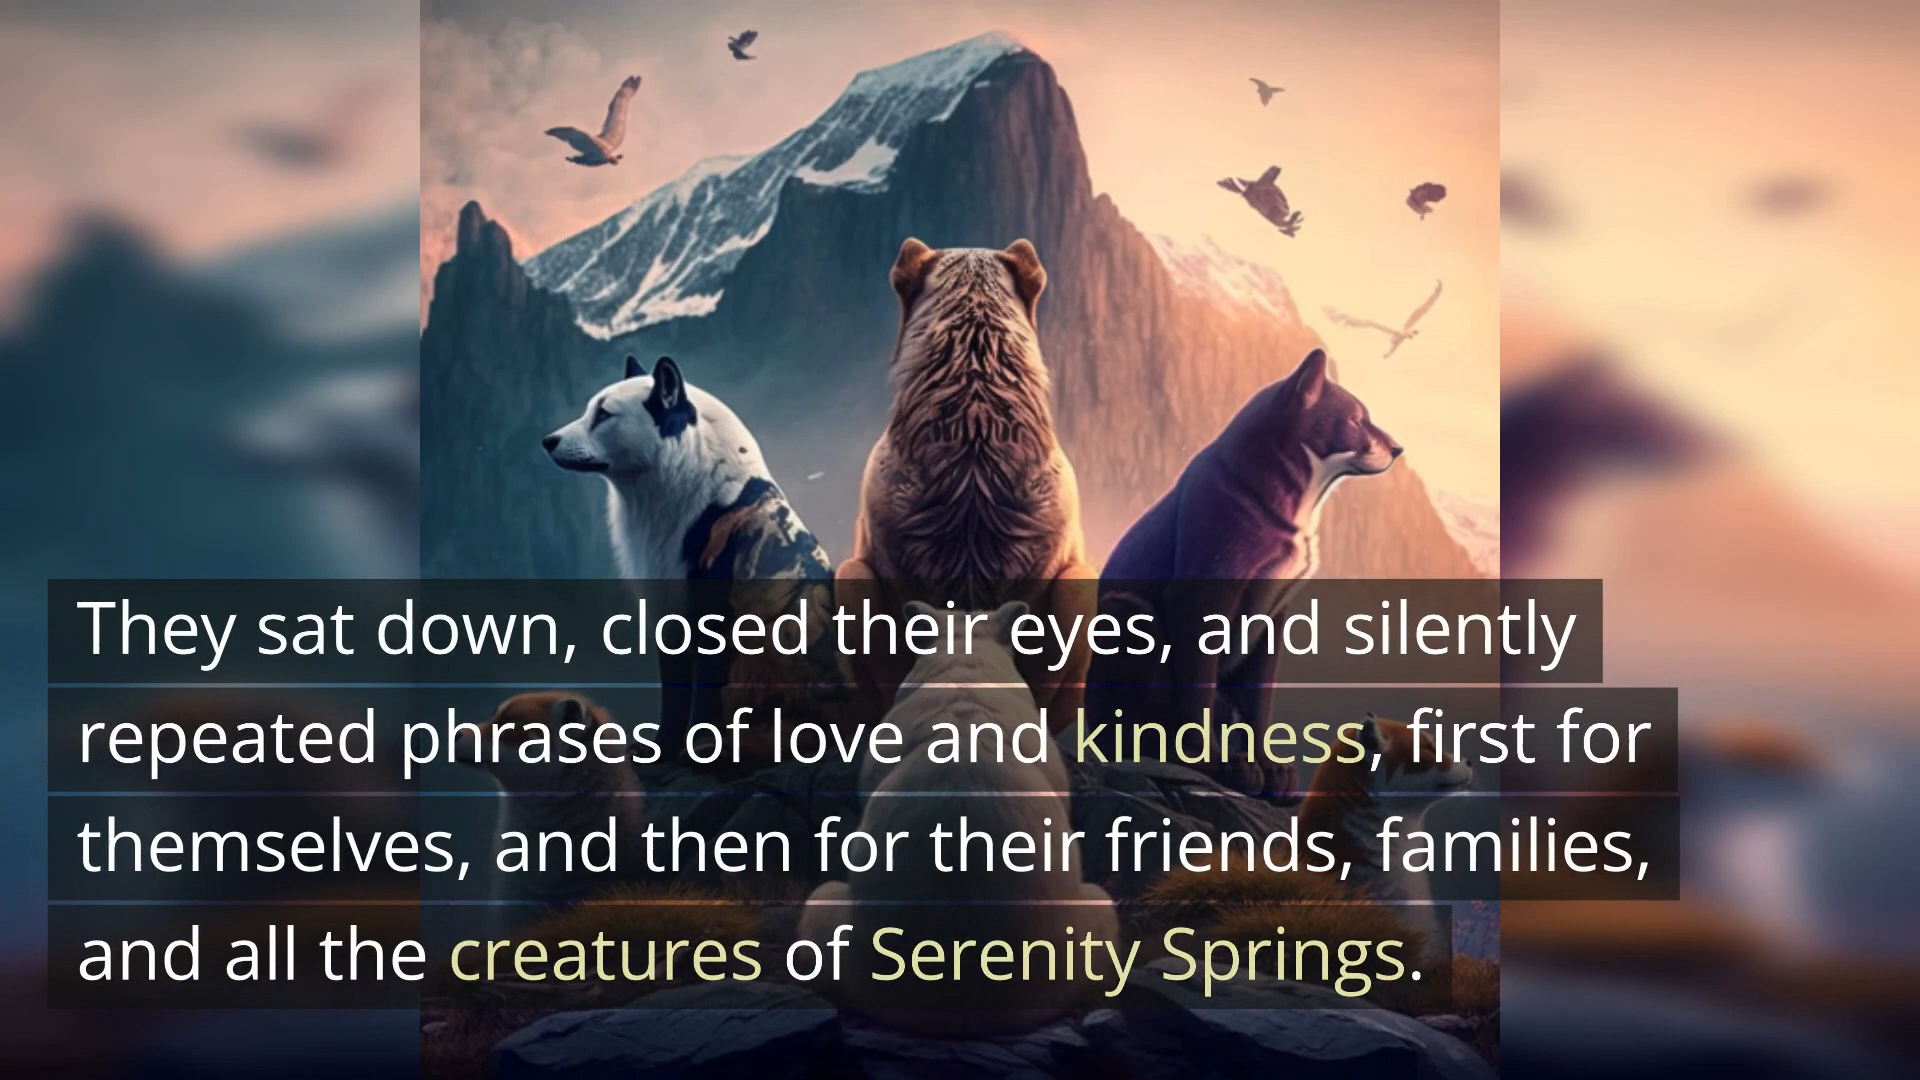 They sat down, closed their eyes, and silently
repeated phrases of love and kindness, first for
themselves, and then for their friends, families,
and all the creatures of Serenity Springs.